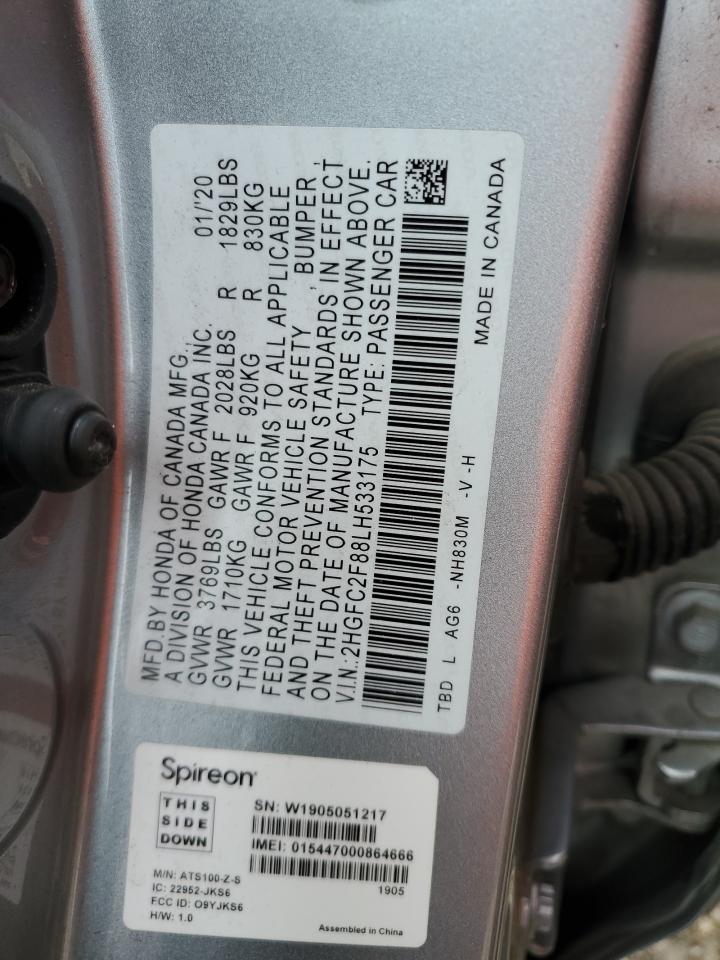 MFD.BY HONDA OF CANADA MFG.,
A DIVISION OF HONDA CANADA INC. 01/'20
GVWR 3769LBS GAWR F 2028LBS R 1829LBS
GVWR 1710KG GAWR F 920KG R 830KG
THIS VEHICLE CONFORMS TO ALL APPLICABLE
FEDERAL MOTOR VEHICLE SAFETY , BUMPER ,
AND THEFT PREVENTION STANDARDS IN EFFECT
ON THE DATE OF MANUFACTURE SHOWN ABOVE.
V.I.N.:2HGFC2F88LH533175 TYPE: PASSENGER CAR
TBD L AG6 -NH830M -V -H MADE IN CANADA
Spireon
THIS
SIDE
DOWN
SN: W1905051217
IMEI: 015447000864666
1905
M/N: ATS100-Z-S
IC: 22952-JKS6
FCC ID: O9YJKS6
H/W: 1.0
Assembled in China